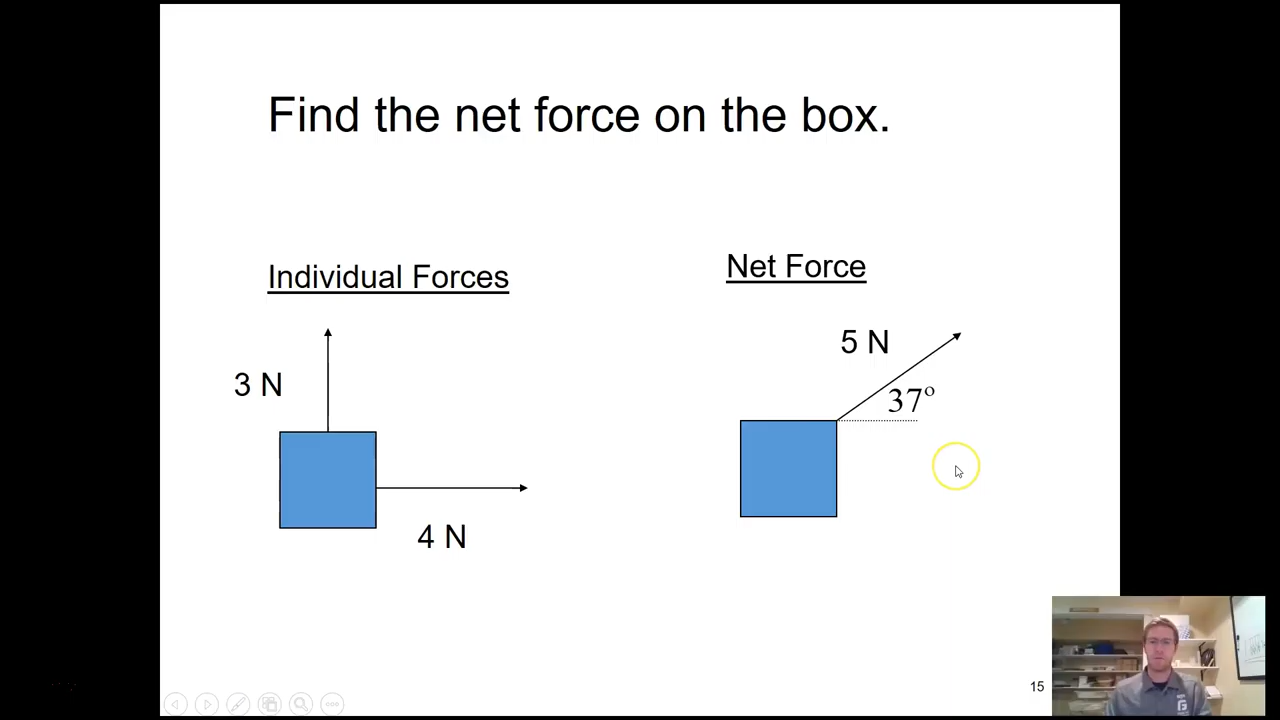 Find the net force on the box.
Individual Forces
Net Force
3 N
4 N
5 N
37°
15